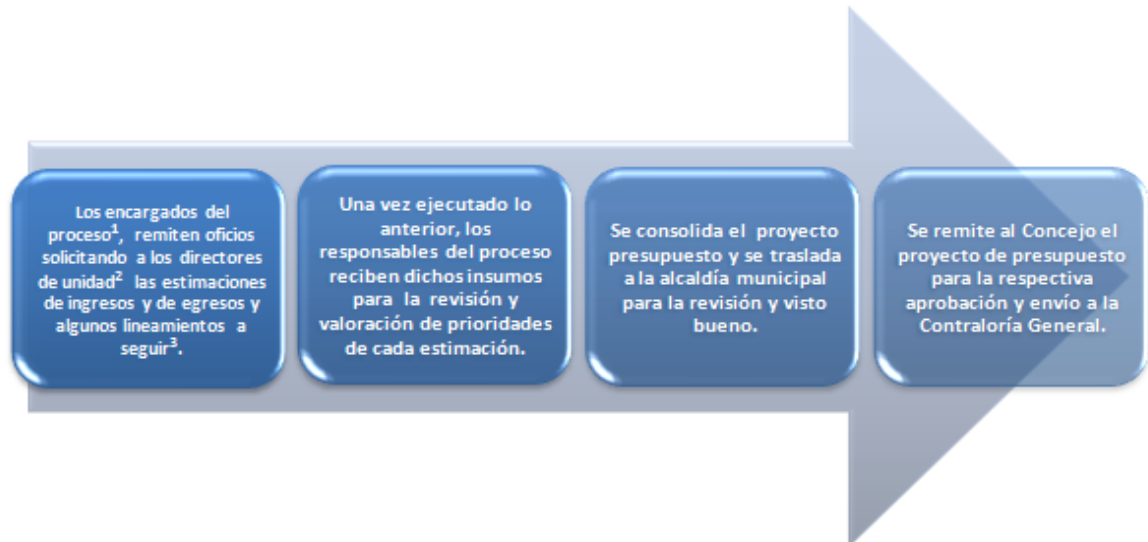 Los encargados del
proceso¹, remiten oficios
solicitando a los directores
de unidad² las estimaciones
de ingresos y de egresos y
algunos lineamientos a
seguir³.
Una vez ejecutado lo
anterior, los
responsables del proceso
reciben dichos insumos
para la revisión y
valoración de prioridades
de cada estimación.
Se consolida el proyecto
presupuesto y se traslada
a la alcaldía municipal
para la revisión y visto
bueno.
Se remite al Concejo el
proyecto de presupuesto
para la respectiva
aprobación y envío a la
Contraloría General.